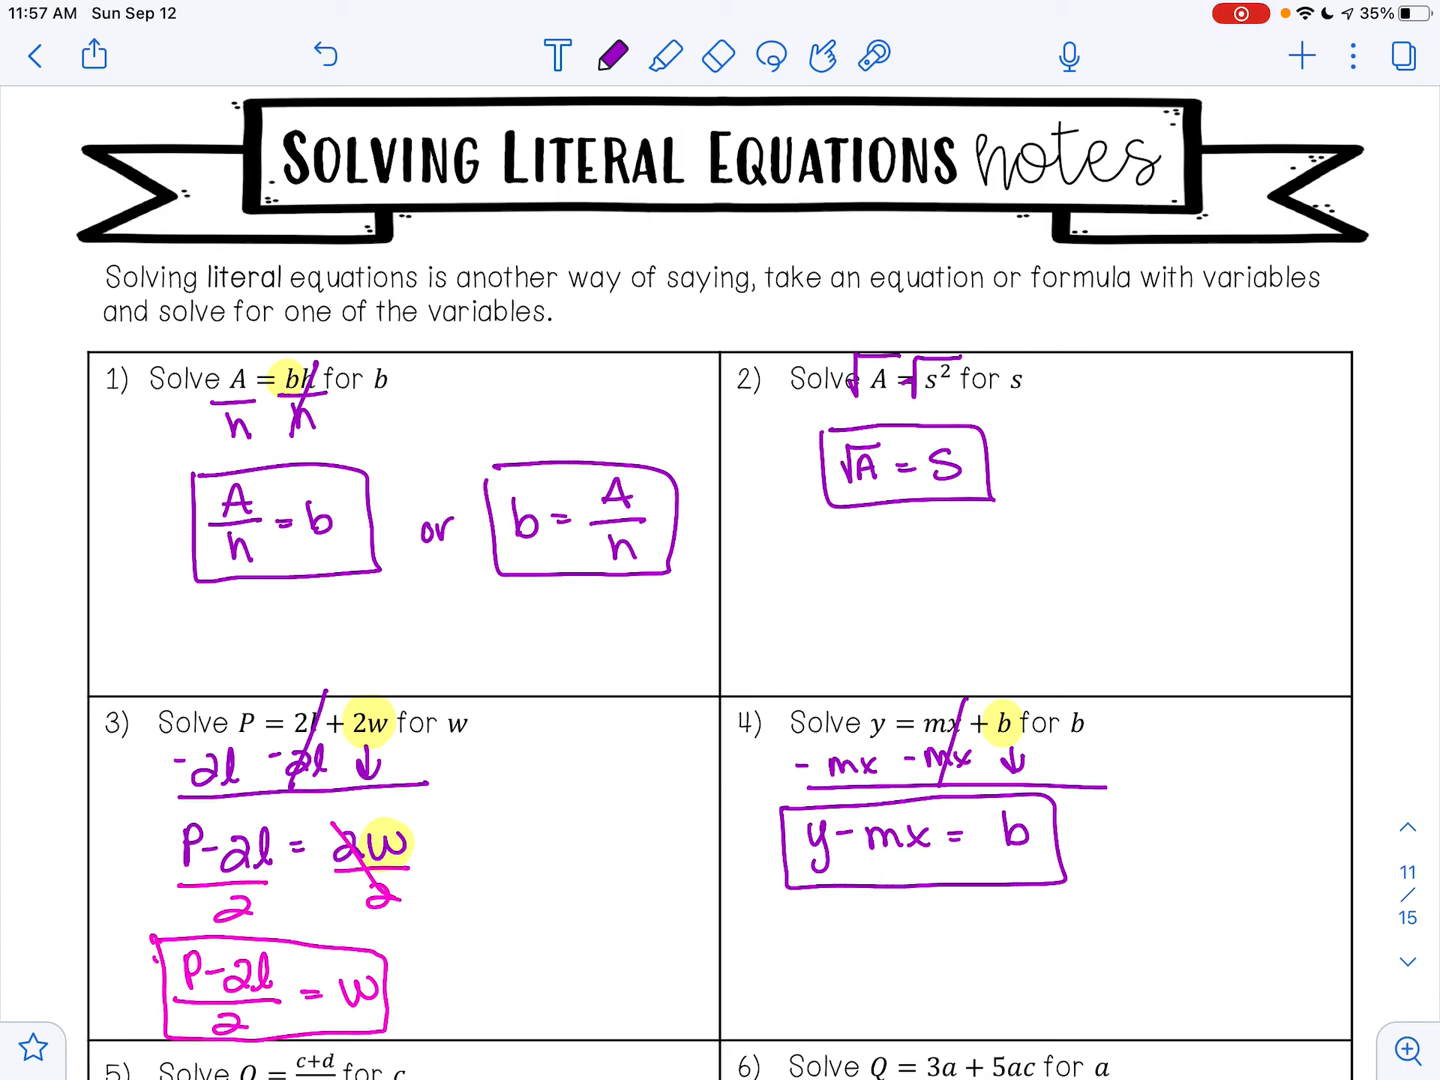 11:57 AM Sun Sep 12
35%
SOLVING LITERAL EQUATIONS notes
Solving literal equations is another way of saying, take an equation or formula with variables
and solve for one of the variables.
1) Solve A = bh for b
h h
A/h = b or b = A/h
2) Solve √A = √s² for s
√A = s
3) Solve P = 2l + 2w for w
-2l -2l ↓
P-2l = 2w
2 2
P-2l/2 = w
4) Solve y = mx + b for b
- mx - mx ↓
y - mx = b
5) Solve Q = c+d for c
6) Solve Q = 3a + 5ac for a
11
/
15